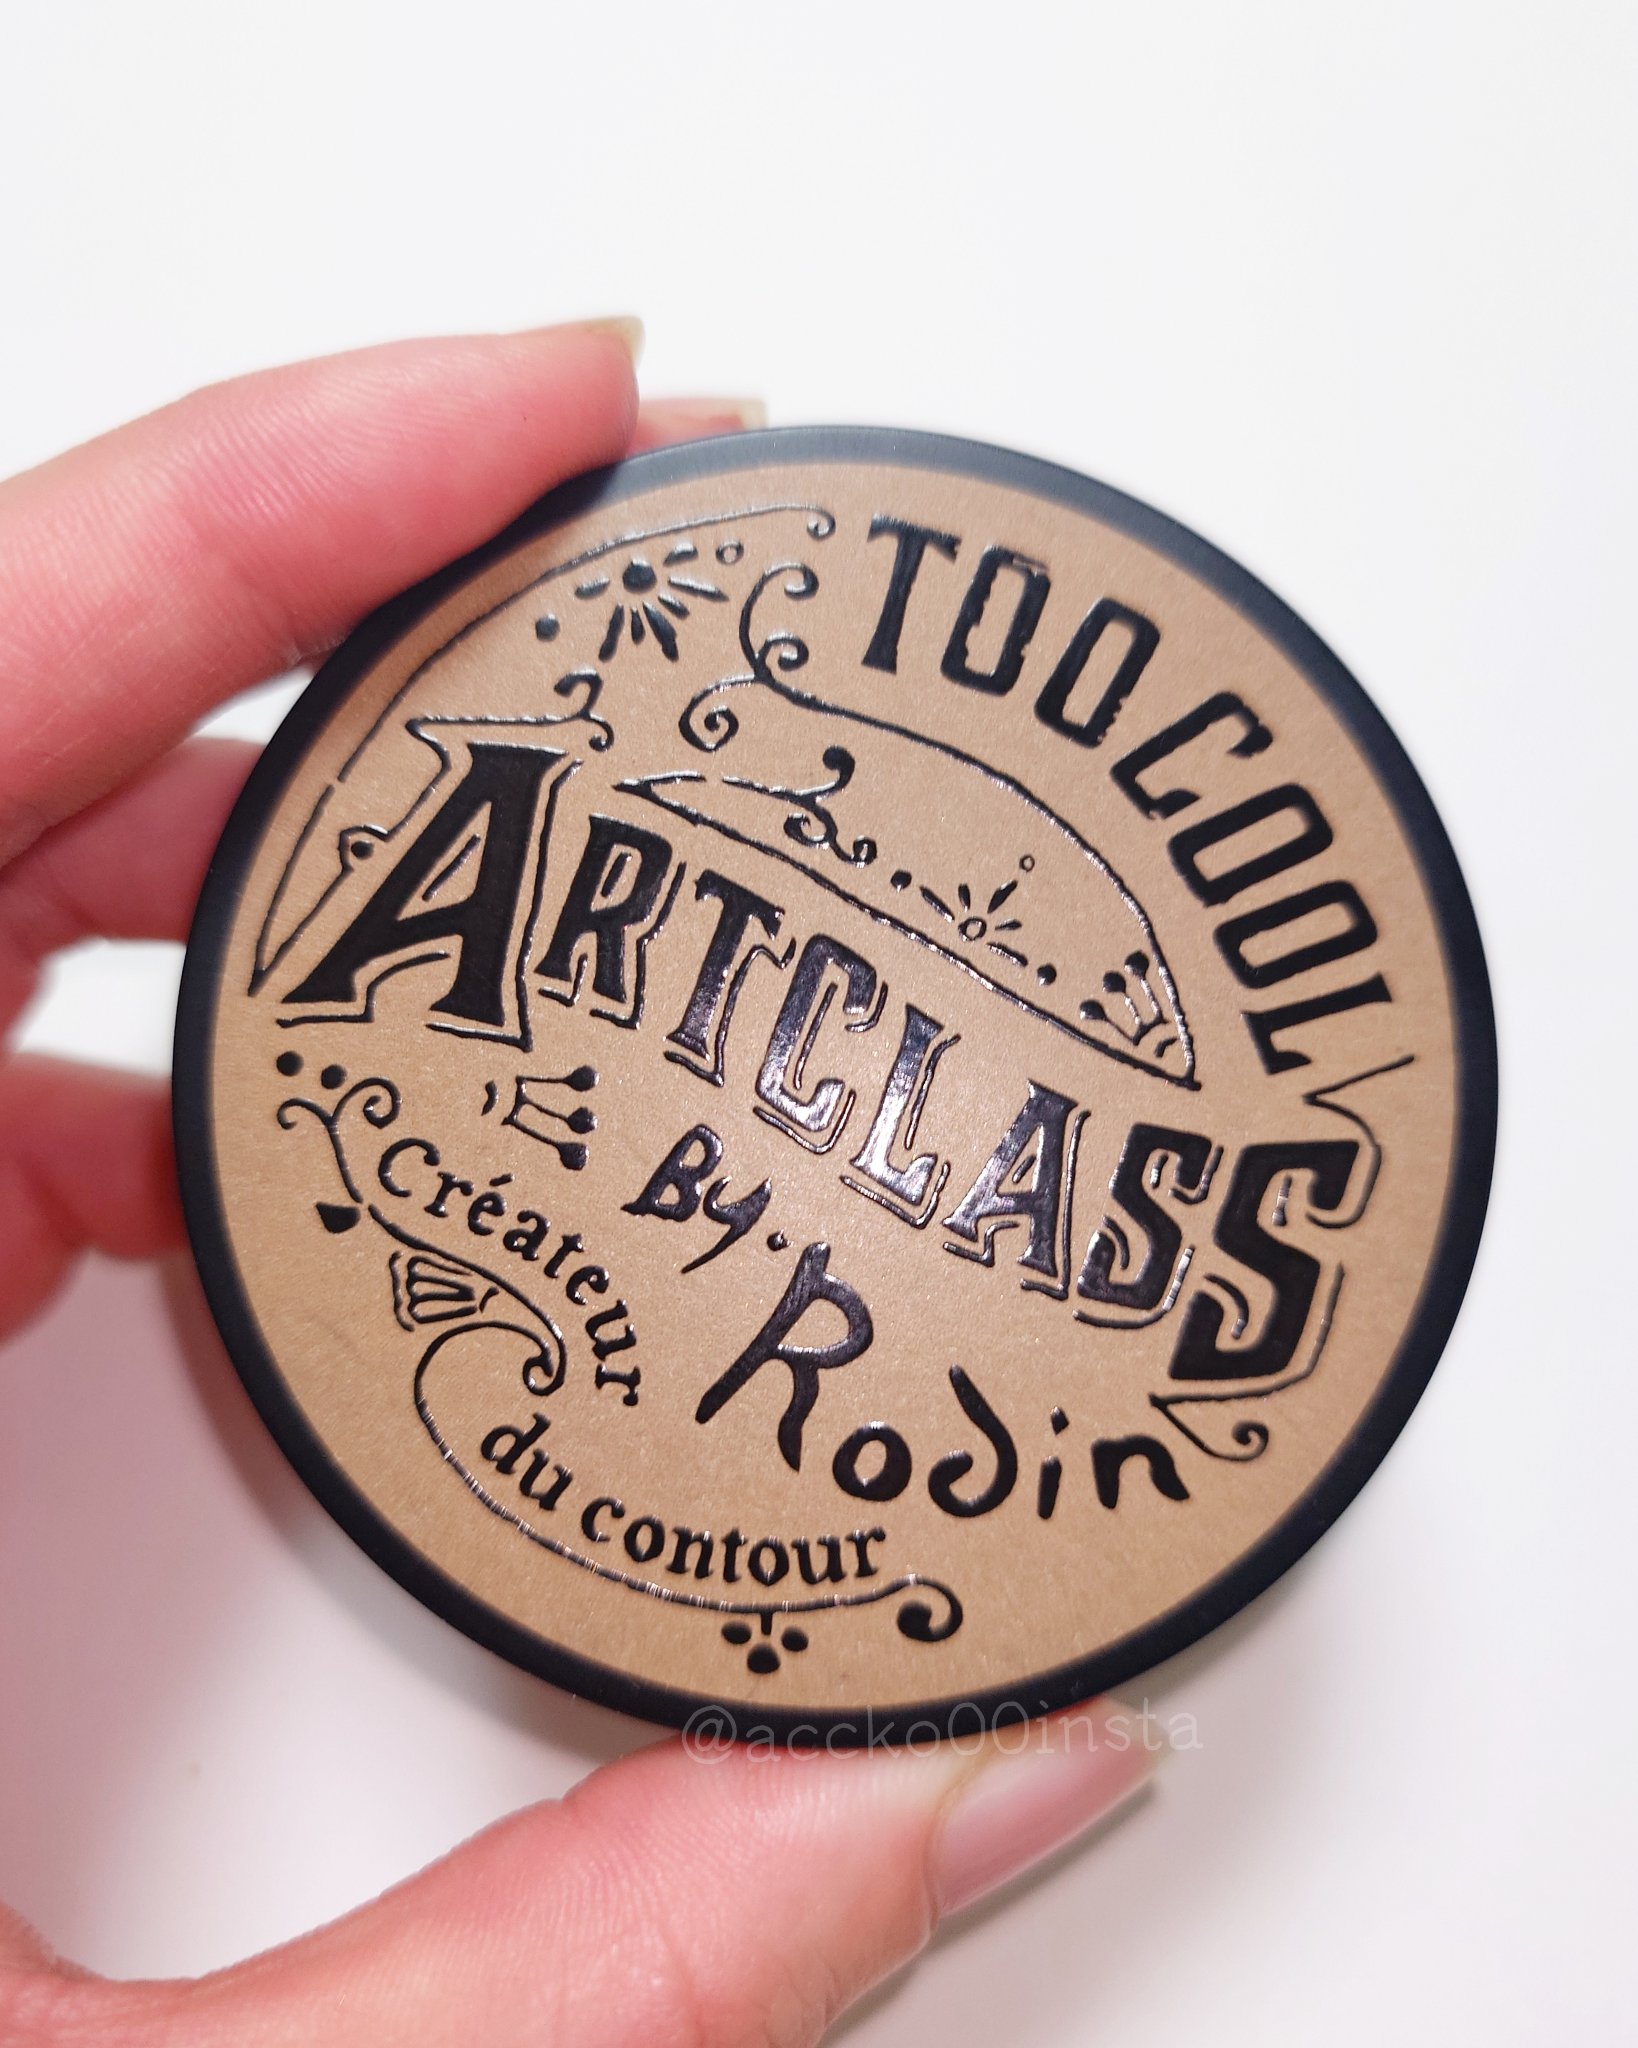 TOO COOL
ARTCLASS
By.
Rodin
Créateur
du contour
@accko00insta